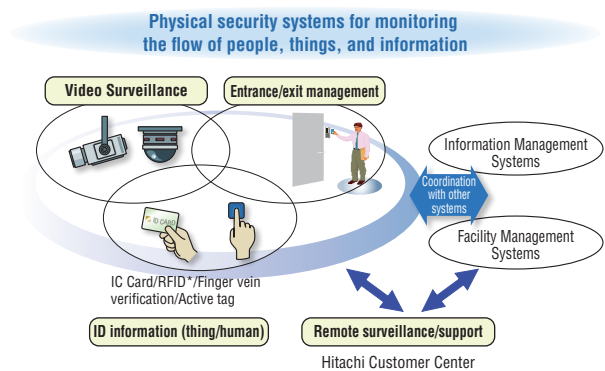 Physical security systems for monitoring
the flow of people, things, and information
Video Surveillance
Entrance/exit management
Information Management
Systems
Coordination
with other
systems
ID CARD
Facility Management
Systems
IC Card/RFID*/Finger vein
verification/Active tag
ID information (thing/human)
Remote surveillance/support
Hitachi Customer Center